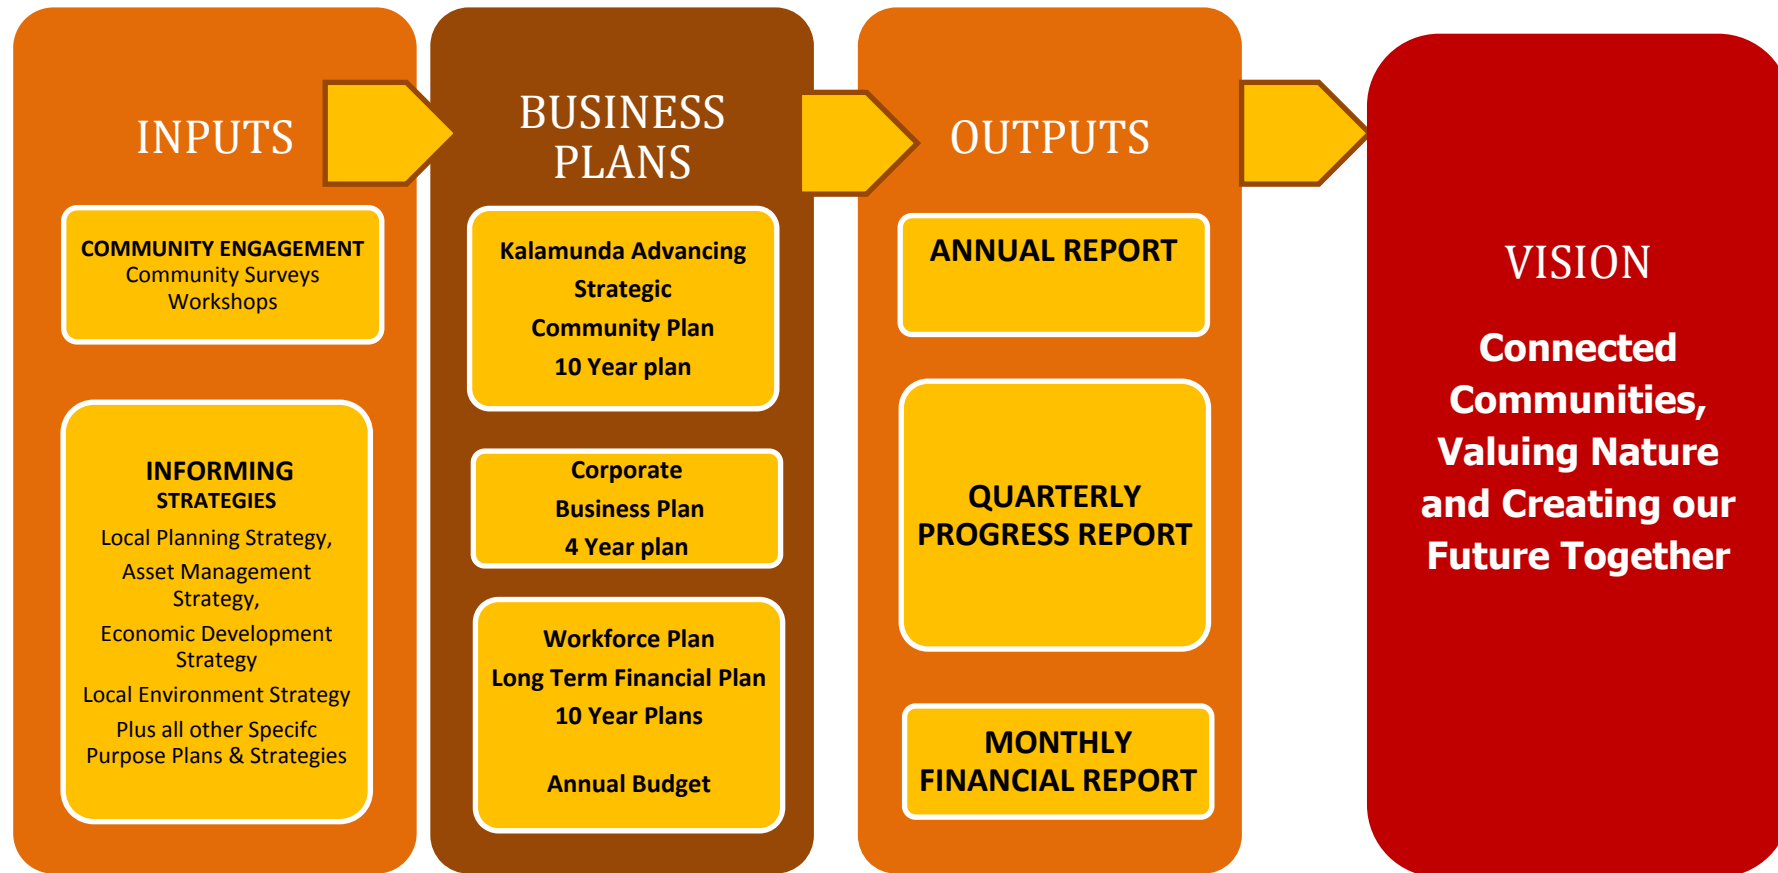 INPUTS
COMMUNITY ENGAGEMENT
Community Surveys
Workshops
INFORMING
STRATEGIES
Local Planning Strategy,
Asset Management
Strategy,
Economic Development
Strategy
Local Environment Strategy
Plus all other Specifc
Purpose Plans & Strategies
BUSINESS
PLANS
Kalamunda Advancing
Strategic
Community Plan
10 Year plan
Corporate
Business Plan
4 Year plan
Workforce Plan
Long Term Financial Plan
10 Year Plans
Annual Budget
OUTPUTS
ANNUAL REPORT
QUARTERLY
PROGRESS REPORT
MONTHLY
FINANCIAL REPORT
VISION
Connected
Communities,
Valuing Nature
and Creating our
Future Together